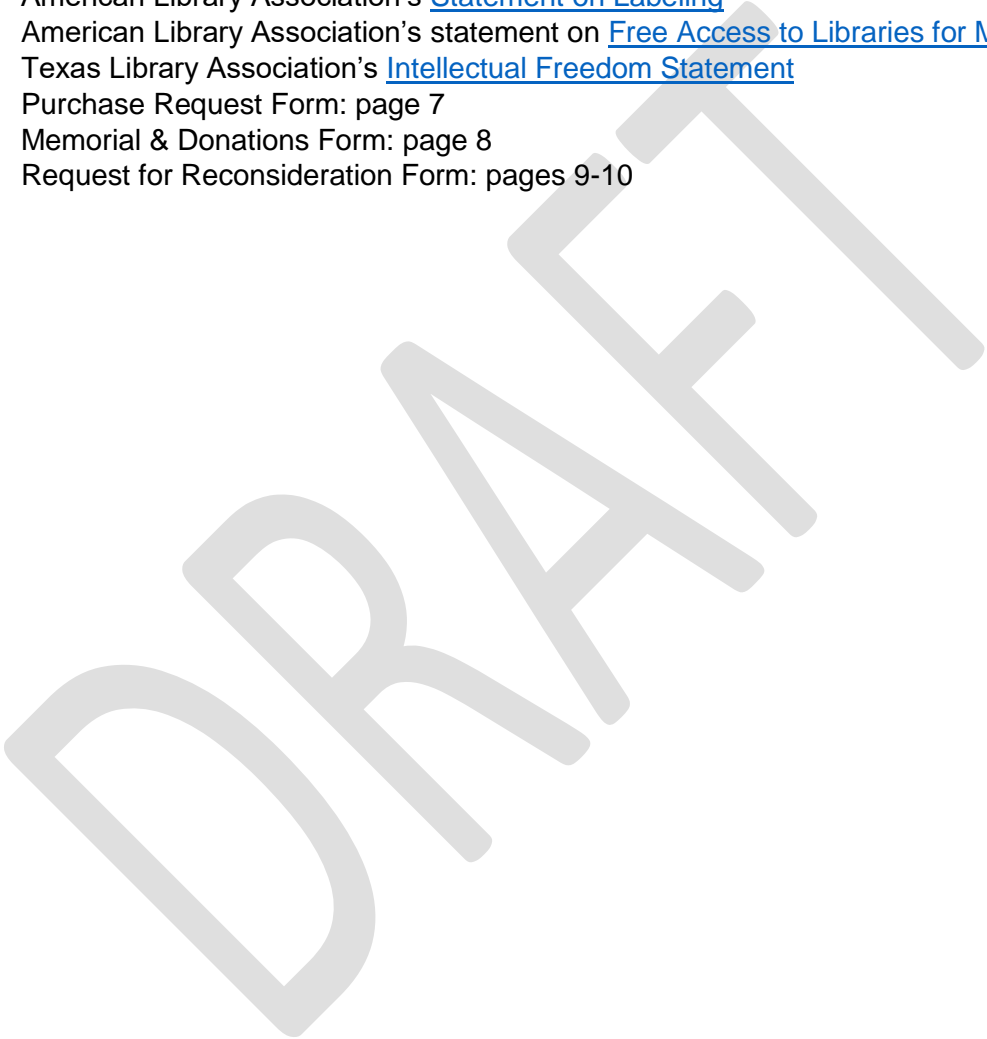 American Library Association's Statement on Labeling
American Library Association's statement on Free Access to Libraries for
Texas Library Association's Intellectual Freedom Statement
Purchase Request Form: page 7
Memorial & Donations Form: page 8
Request for Reconsideration Form: pages 9-10
DRAFT